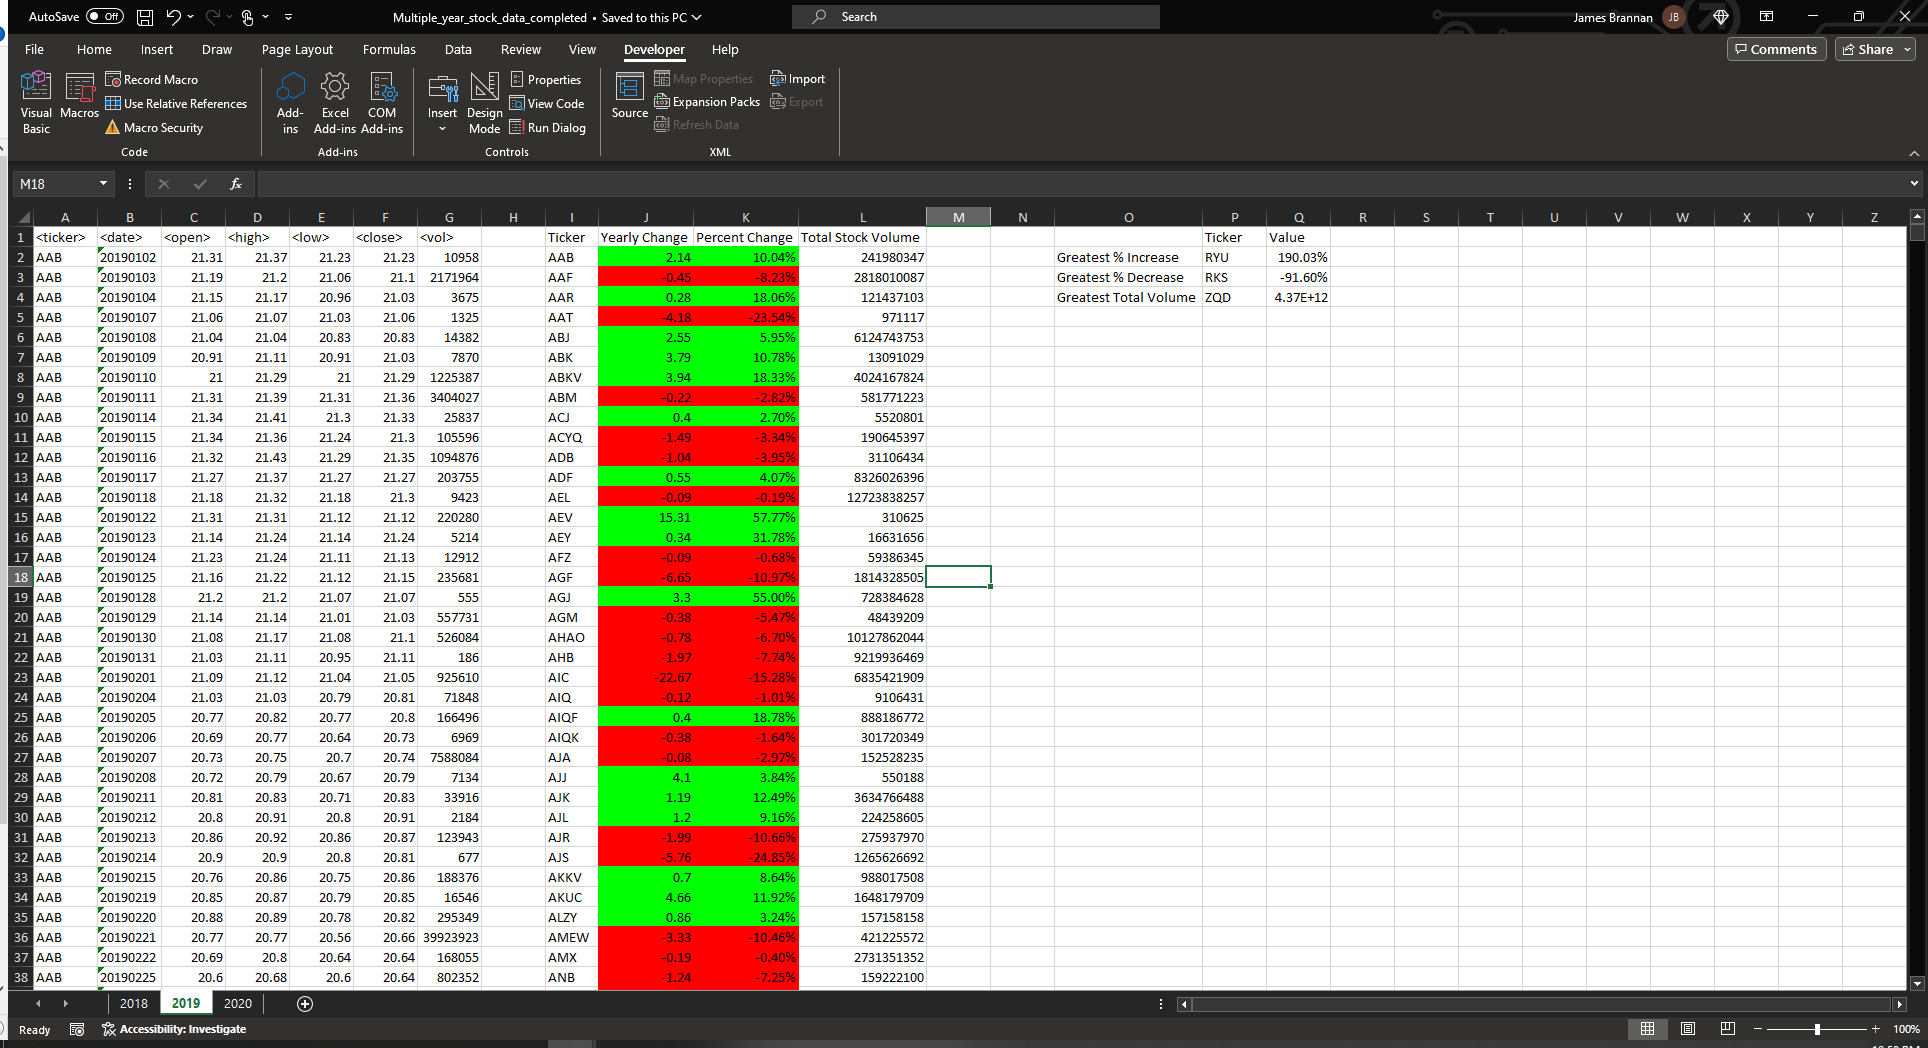 AutoSave Off Multiple_year_stock_data_completed • Saved to this PC Search James Brannan JB
File Home Insert Draw Page Layout Formulas Data Review View Developer Help Comments Share
Visual Basic
Macros
Record Macro
Use Relative References
Macro Security
Code
Add-ins
Excel Add-ins
COM Add-ins
Add-ins
Insert
Design Mode
Properties
View Code
Run Dialog
Controls
Source
Map Properties
Expansion Packs
Refresh Data
Import
Export
XML
M18 fx
A B C D E F G H I J K L M N O P Q R S T U V W X Y Z
1 <ticker> <date> <open> <high> <low> <close> <vol> Ticker Yearly Change Percent Change Total Stock Volume Ticker Value
2 AAB 20190102 21.31 21.37 21.23 21.23 10958 AAB 2.14 10.04% 241980347 Greatest % Increase RYU 190.03%
3 AAB 20190103 21.19 21.2 21.06 21.1 2171964 AAF -0.45 -8.23% 2818010087 Greatest % Decrease RKS -91.60%
4 AAB 20190104 21.15 21.17 20.96 21.03 3675 AAR 0.28 18.06% 121437103 Greatest Total Volume ZQD 4.37E+12
5 AAB 20190107 21.06 21.07 21.03 21.06 1325 AAT -4.18 -23.54% 971117
6 AAB 20190108 21.04 21.04 20.83 20.83 14382 ABJ 2.55 5.95% 6124743753
7 AAB 20190109 20.91 21.11 20.91 21.03 7870 ABK 3.79 10.78% 13091029
8 AAB 20190110 21 21.29 21 21.29 1225387 ABKV 3.94 18.33% 4024167824
9 AAB 20190111 21.31 21.39 21.31 21.36 3404027 ABM -0.22 -2.82% 581771223
10 AAB 20190114 21.34 21.41 21.3 21.33 25837 ACJ 0.4 2.70% 5520801
11 AAB 20190115 21.34 21.36 21.24 21.3 105596 ACYQ -1.49 -3.34% 190645397
12 AAB 20190116 21.32 21.43 21.29 21.35 1094876 ADB -1.04 -3.95% 31106434
13 AAB 20190117 21.27 21.37 21.27 21.27 203755 ADF 0.55 4.07% 8326026396
14 AAB 20190118 21.18 21.32 21.18 21.3 9423 AEL -0.09 -0.19% 12723838257
15 AAB 20190122 21.31 21.31 21.12 21.12 220280 AEV 15.31 57.77% 310625
16 AAB 20190123 21.14 21.24 21.14 21.24 5214 AEY 0.34 31.78% 16631656
17 AAB 20190124 21.23 21.24 21.11 21.13 12912 AFZ -0.09 -0.68% 59386345
18 AAB 20190125 21.16 21.22 21.12 21.15 235681 AGF -6.65 -10.97% 1814328505
19 AAB 20190128 21.2 21.2 21.07 21.07 555 AGJ 3.3 55.00% 728384628
20 AAB 20190129 21.14 21.14 21.01 21.03 557731 AGM -0.38 -5.47% 48439209
21 AAB 20190130 21.08 21.17 21.08 21.1 526084 AHAO -0.78 -6.70% 10127862044
22 AAB 20190131 21.03 21.11 20.95 21.11 186 AHB -1.97 -7.74% 9219936469
23 AAB 20190201 21.09 21.12 21.04 21.05 925610 AIC -22.67 -15.28% 6835421909
24 AAB 20190204 21.03 21.03 20.79 20.81 71848 AIQ -0.12 -1.01% 9106431
25 AAB 20190205 20.77 20.82 20.77 20.8 166496 AIQF 0.4 18.78% 888186772
26 AAB 20190206 20.69 20.77 20.64 20.73 6969 AIQK -0.38 -1.64% 301720349
27 AAB 20190207 20.73 20.75 20.7 20.74 7588084 AJA -0.08 -2.97% 152528235
28 AAB 20190208 20.72 20.79 20.67 20.79 7134 AJJ 4.1 3.84% 550188
29 AAB 20190211 20.81 20.83 20.71 20.83 33916 AJK 1.19 12.49% 3634766488
30 AAB 20190212 20.8 20.91 20.8 20.91 2184 AJL 1.2 9.16% 224258605
31 AAB 20190213 20.86 20.92 20.86 20.87 123943 AJR -1.99 -10.66% 275937970
32 AAB 20190214 20.9 20.9 20.8 20.81 677 AJS -5.76 -24.85% 1265626692
33 AAB 20190215 20.76 20.86 20.75 20.86 188376 AKKV 0.7 8.64% 988017508
34 AAB 20190219 20.85 20.87 20.79 20.85 16546 AKUC 4.66 11.92% 1648179709
35 AAB 20190220 20.88 20.89 20.78 20.82 295349 ALZY 0.86 3.24% 157158158
36 AAB 20190221 20.77 20.77 20.56 20.66 39923923 AMEW -3.33 -10.46% 421225572
37 AAB 20190222 20.69 20.8 20.64 20.64 168055 AMX -0.19 -0.40% 2731351352
38 AAB 20190225 20.6 20.68 20.6 20.64 802352 ANB -1.24 -7.25% 159222100
2018 2019 2020
Ready Accessibility: Investigate 100%